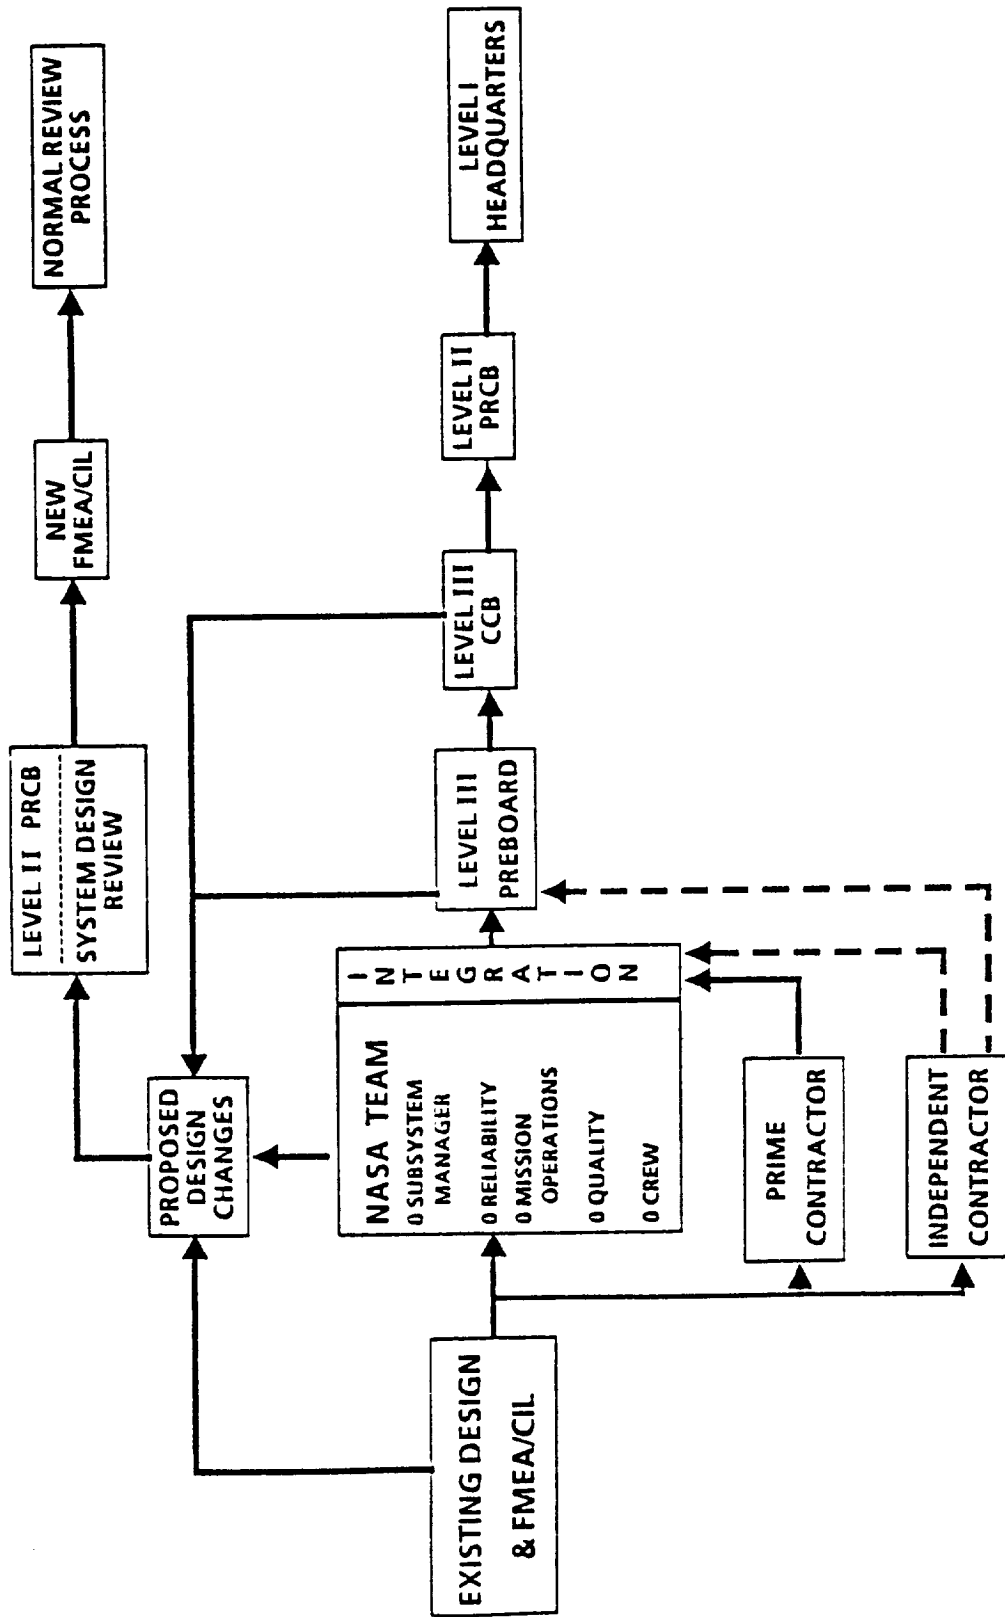 LEVEL II PRCB
SYSTEM DESIGN
REVIEW
NEW
FMEA/CIL
NORMAL REVIEW
PROCESS
PROPOSED
DESIGN
CHANGES
EXISTING DESIGN
& FMEA/CIL
NASA TEAM
0 SUBSYSTEM
MANAGER
0 RELIABILITY
0 MISSION
OPERATIONS
0 QUALITY
0 CREW
INTEGRATION
LEVEL III
PREBOARD
LEVEL III
CCB
LEVEL II
PRCB
LEVEL I
HEADQUARTERS
PRIME
CONTRACTOR
INDEPENDENT
CONTRACTOR